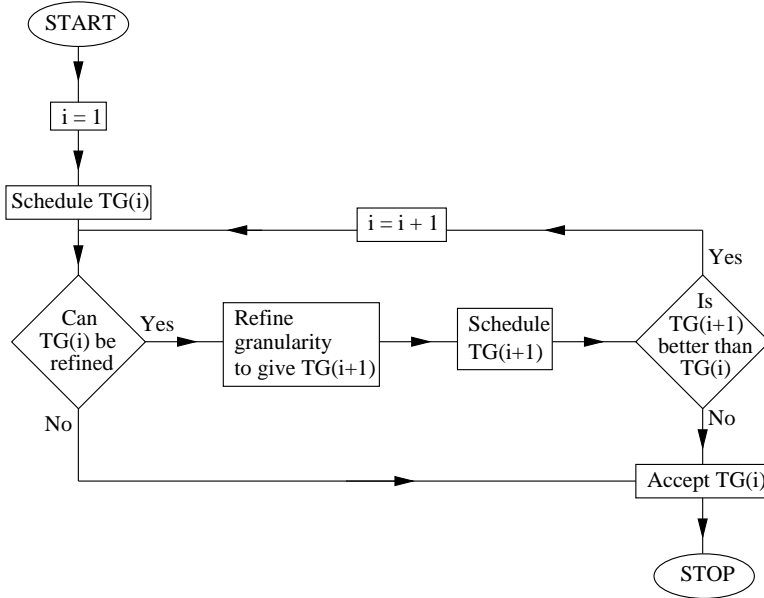 START
i = 1
Schedule TG(i)
i = i + 1
Yes
Can
TG(i) be
refined
Yes
Refine
granularity
to give TG(i+1)
Schedule
TG(i+1)
Is
TG(i+1)
better than
TG(i)
No
No
Accept TG(i)
STOP